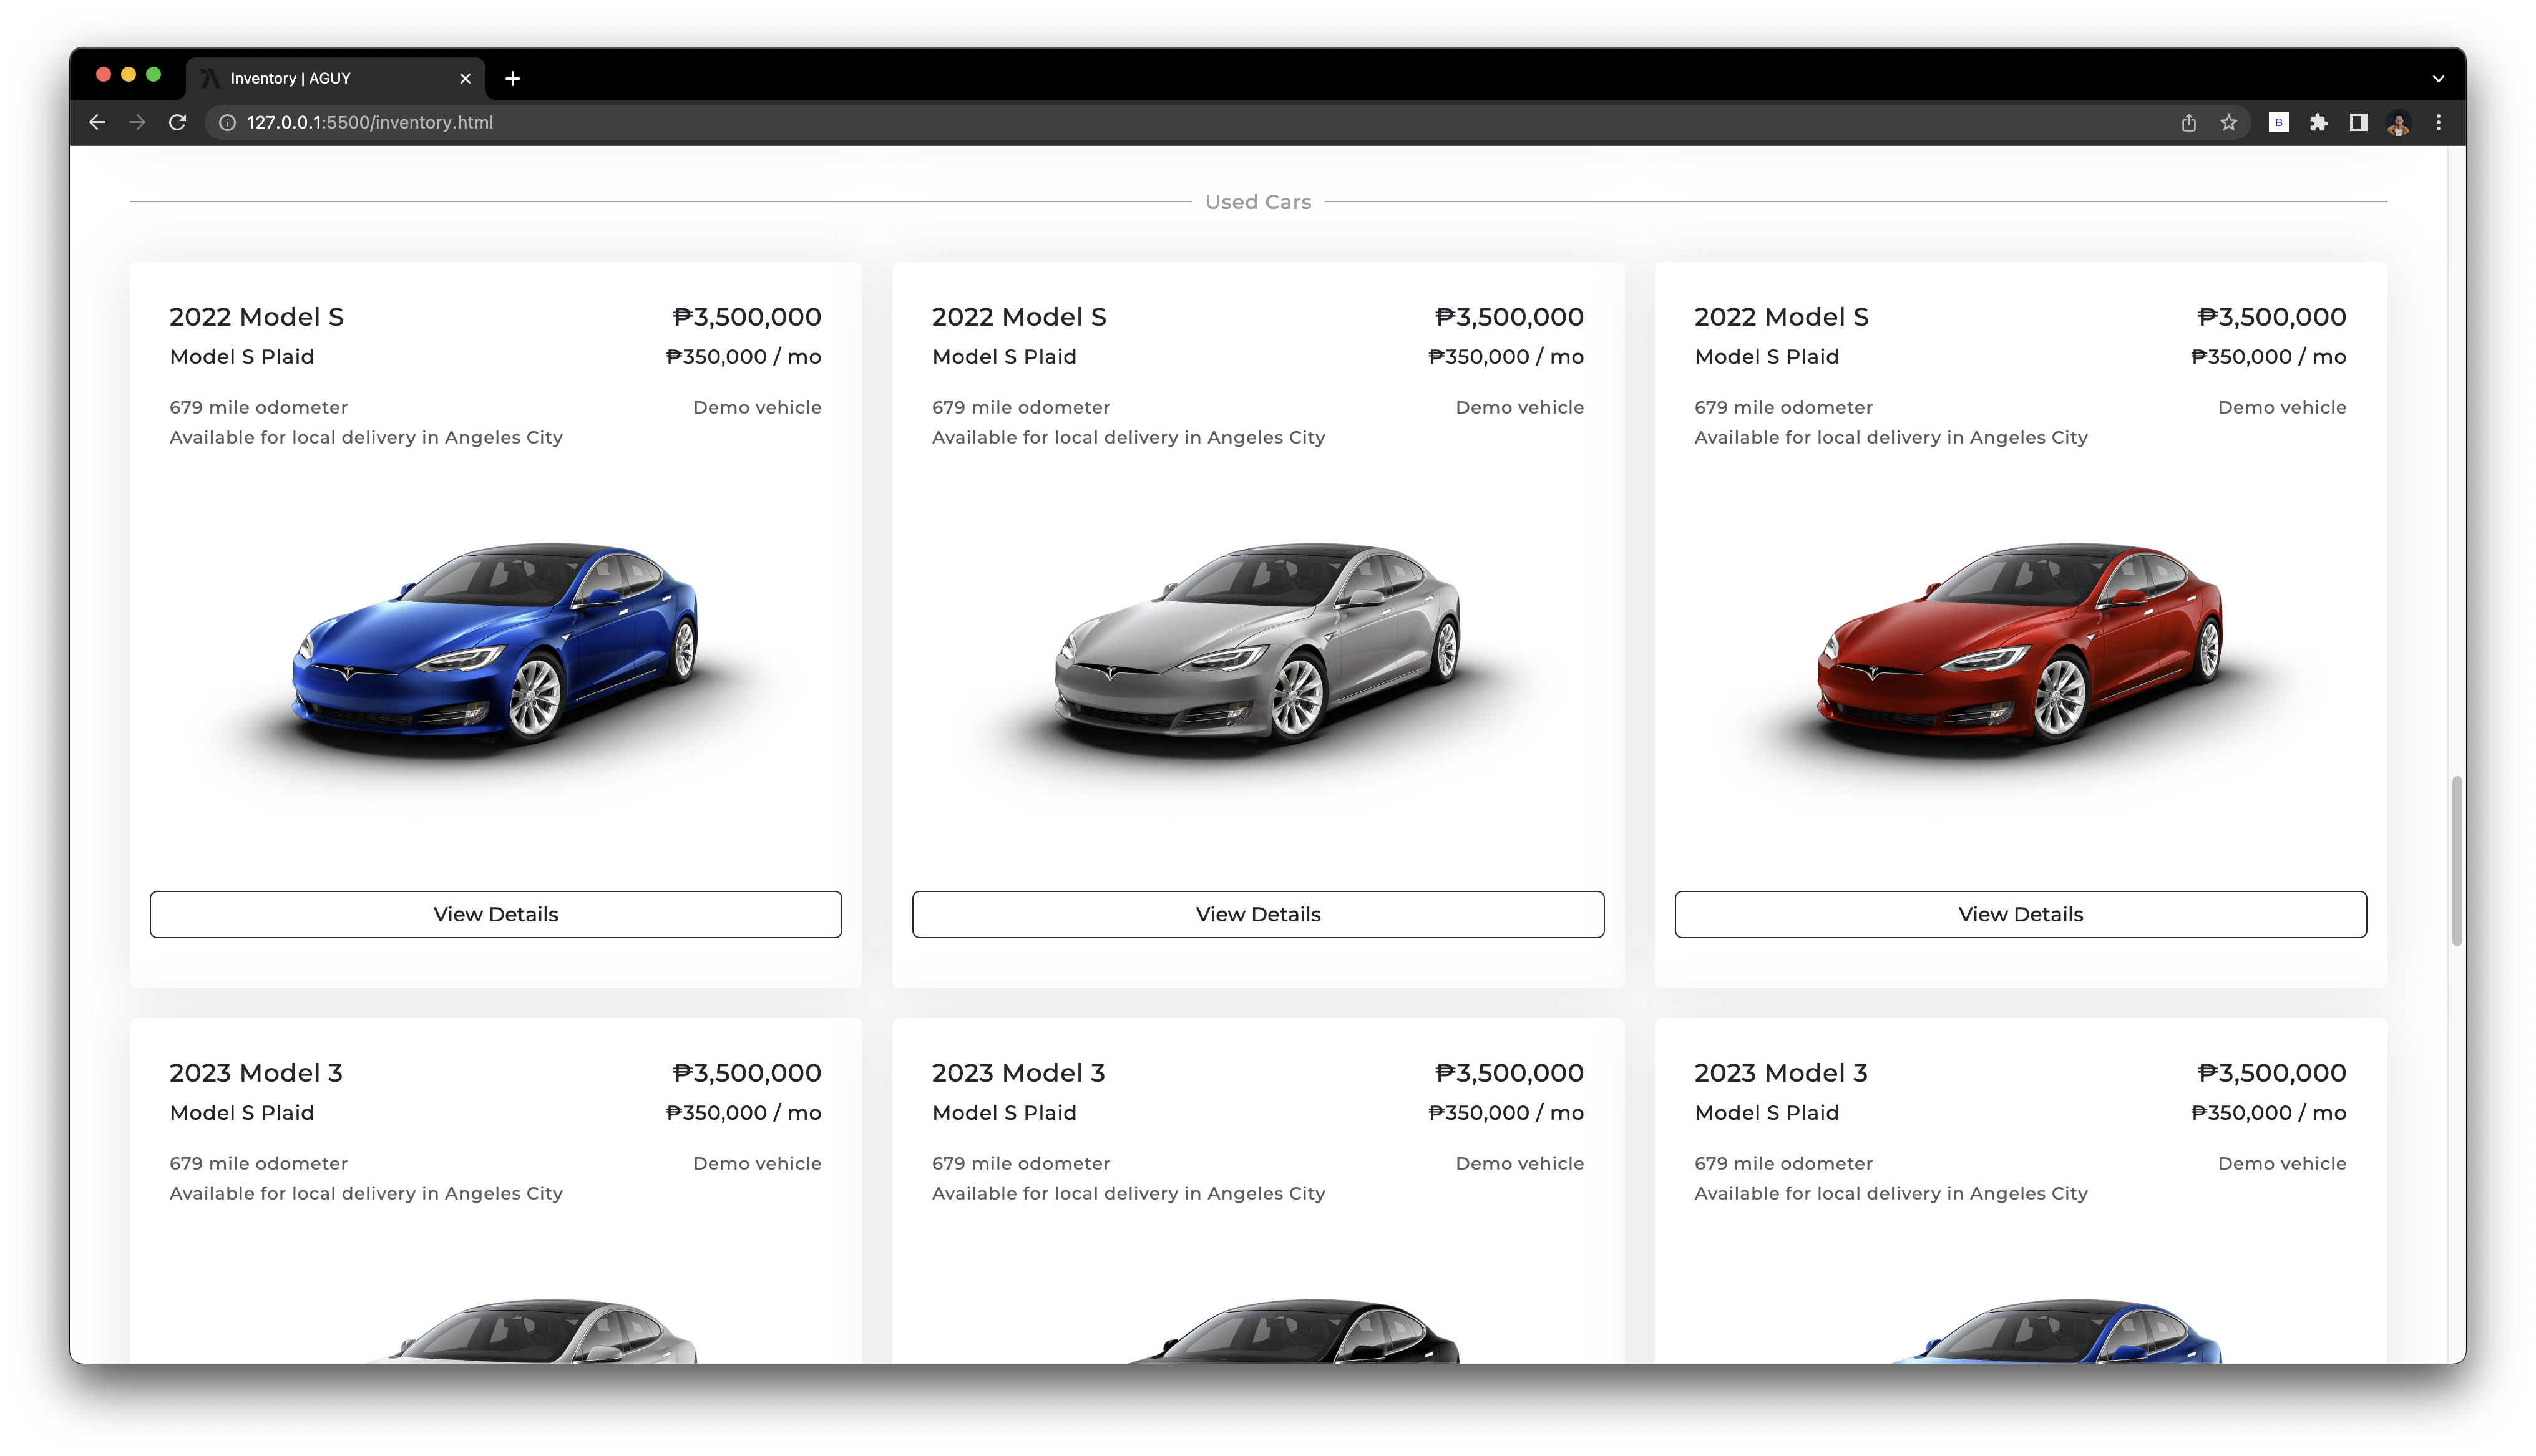 Inventory | AGUY
127.0.0.1:5500/inventory.html
B
Used Cars
2022 Model S ₱3,500,000
Model S Plaid ₱350,000 / mo
679 mile odometer Demo vehicle
Available for local delivery in Angeles City
View Details
2022 Model S ₱3,500,000
Model S Plaid ₱350,000 / mo
679 mile odometer Demo vehicle
Available for local delivery in Angeles City
View Details
2022 Model S ₱3,500,000
Model S Plaid ₱350,000 / mo
679 mile odometer Demo vehicle
Available for local delivery in Angeles City
View Details
2023 Model 3 ₱3,500,000
Model S Plaid ₱350,000 / mo
679 mile odometer Demo vehicle
Available for local delivery in Angeles City
2023 Model 3 ₱3,500,000
Model S Plaid ₱350,000 / mo
679 mile odometer Demo vehicle
Available for local delivery in Angeles City
2023 Model 3 ₱3,500,000
Model S Plaid ₱350,000 / mo
679 mile odometer Demo vehicle
Available for local delivery in Angeles City